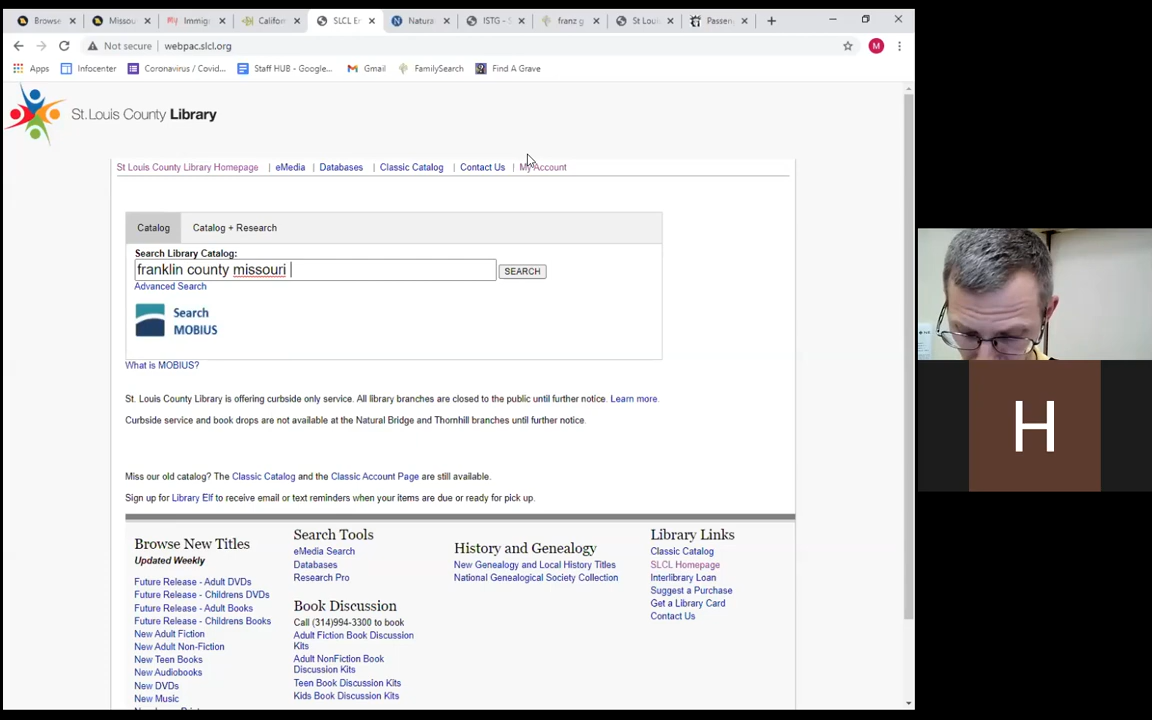 Browse
Missou
Immig
Califor
SLCL E
Natura
ISTG - S
franz g
St Loui
Passen
Not secure
webpac.slcl.org
M
Apps
Infocenter
Coronavirus / Covid...
Staff HUB - Google...
Gmail
FamilySearch
Find A Grave
St.Louis County Library
St Louis County Library Homepage | eMedia | Databases | Classic Catalog | Contact Us | My Account
Catalog
Catalog + Research
Search Library Catalog:
franklin county missouri
SEARCH
Advanced Search
Search
MOBIUS
What is MOBIUS?
St. Louis County Library is offering curbside only service. All library branches are closed to the public until further notice. Learn more.
Curbside service and book drops are not available at the Natural Bridge and Thornhill branches until further notice.
Miss our old catalog? The Classic Catalog and the Classic Account Page are still available.
Sign up for Library Elf to receive email or text reminders when your items are due or ready for pick up.
Browse New Titles
Updated Weekly
Future Release - Adult DVDs
Future Release - Childrens DVDs
Future Release - Adult Books
Future Release - Childrens Books
New Adult Fiction
New Adult Non-Fiction
New Teen Books
New Audiobooks
New DVDs
New Music
Search Tools
eMedia Search
Databases
Research Pro
Book Discussion
Call (314)994-3300 to book
Adult Fiction Book Discussion
Kits
Adult NonFiction Book
Discussion Kits
Teen Book Discussion Kits
Kids Book Discussion Kits
History and Genealogy
New Genealogy and Local History Titles
National Genealogical Society Collection
Library Links
Classic Catalog
SLCL Homepage
Interlibrary Loan
Suggest a Purchase
Get a Library Card
Contact Us
H